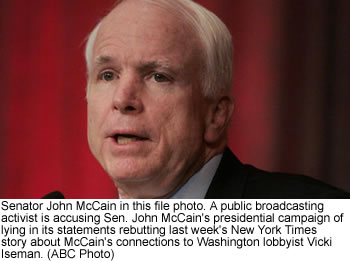 Senator John McCain in this file photo. A public broadcasting
activist is accusing Sen. John McCain's presidential campaign of
lying in its statements rebutting last week's New York Times
story about McCain's connections to Washington lobbyist Vicki
Iseman. (ABC Photo)